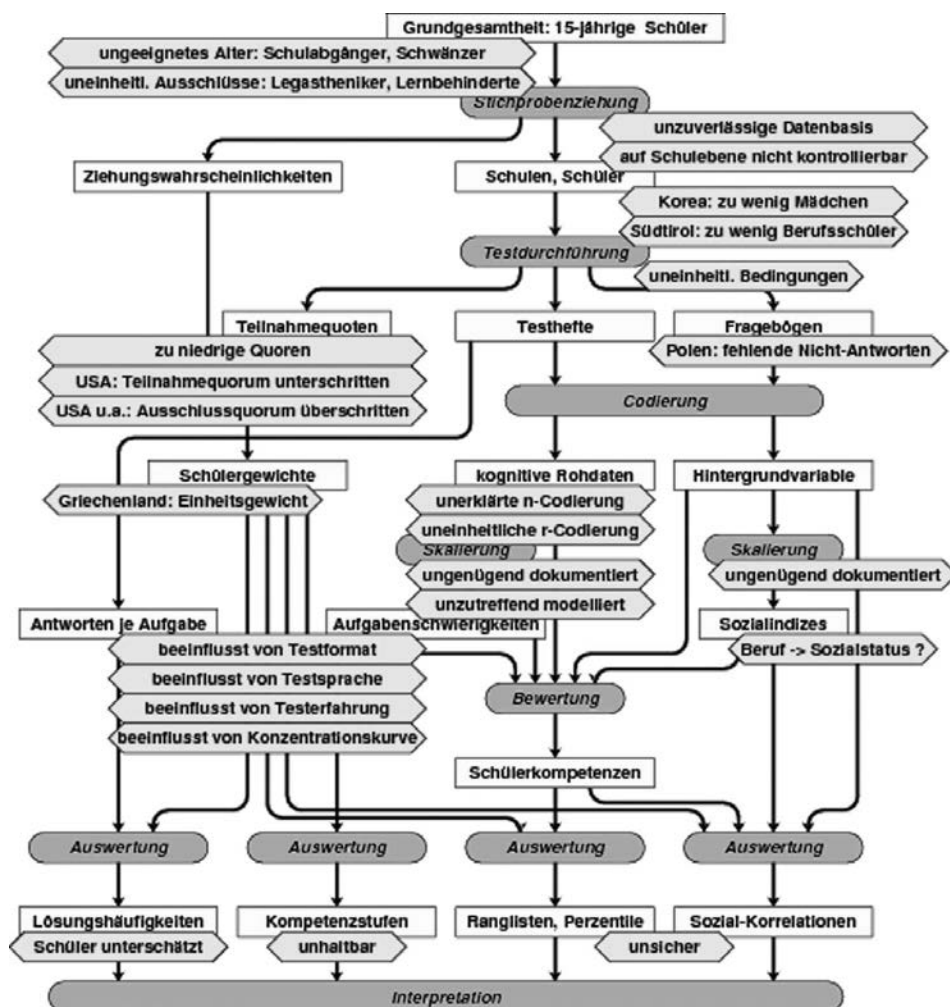 Grundgesamtheit: 15-jährige Schüler
ungeeignetes Alter: Schulabgänger, Schwänzer
uneinheitl. Ausschlüsse: Legastheniker, Lernbehinderte
Stichprobenziehung
unzuverlässige Datenbasis
auf Schulebene nicht kontrollierbar
Ziehungswahrscheinlichkeiten
Schulen, Schüler
Korea: zu wenig Mädchen
Südtirol: zu wenig Berufsschüler
Testdurchführung
uneinheitl. Bedingungen
Teilnahmequoten
Testhefte
Fragebögen
zu niedrige Quoren
Polen: fehlende Nicht-Antworten
USA: Teilnahmequorum unterschritten
USA u.a.: Ausschlussquorum überschritten
Codierung
Schülergewichte
kognitive Rohdaten
Hintergrundvariable
Griechenland: Einheitsgewicht
unerklärte n-Codierung
uneinheitliche r-Codierung
Skalierung
Skalierung
ungenügend dokumentiert
ungenügend dokumentiert
unzutreffend modelliert
Antworten je Aufgabe
Aufgabenschwierigkeiten
Sozialindizes
beeinflusst von Testformat
Beruf -> Sozialstatus ?
beeinflusst von Testsprache
Bewertung
beeinflusst von Testerfahrung
beeinflusst von Konzentrationskurve
Schülerkompetenzen
Auswertung
Auswertung
Auswertung
Auswertung
Lösungshäufigkeiten
Kompetenzstufen
Ranglisten, Perzentile
Sozial-Korrelationen
Schüler unterschätzt
unhaltbar
unsicher
Interpretation